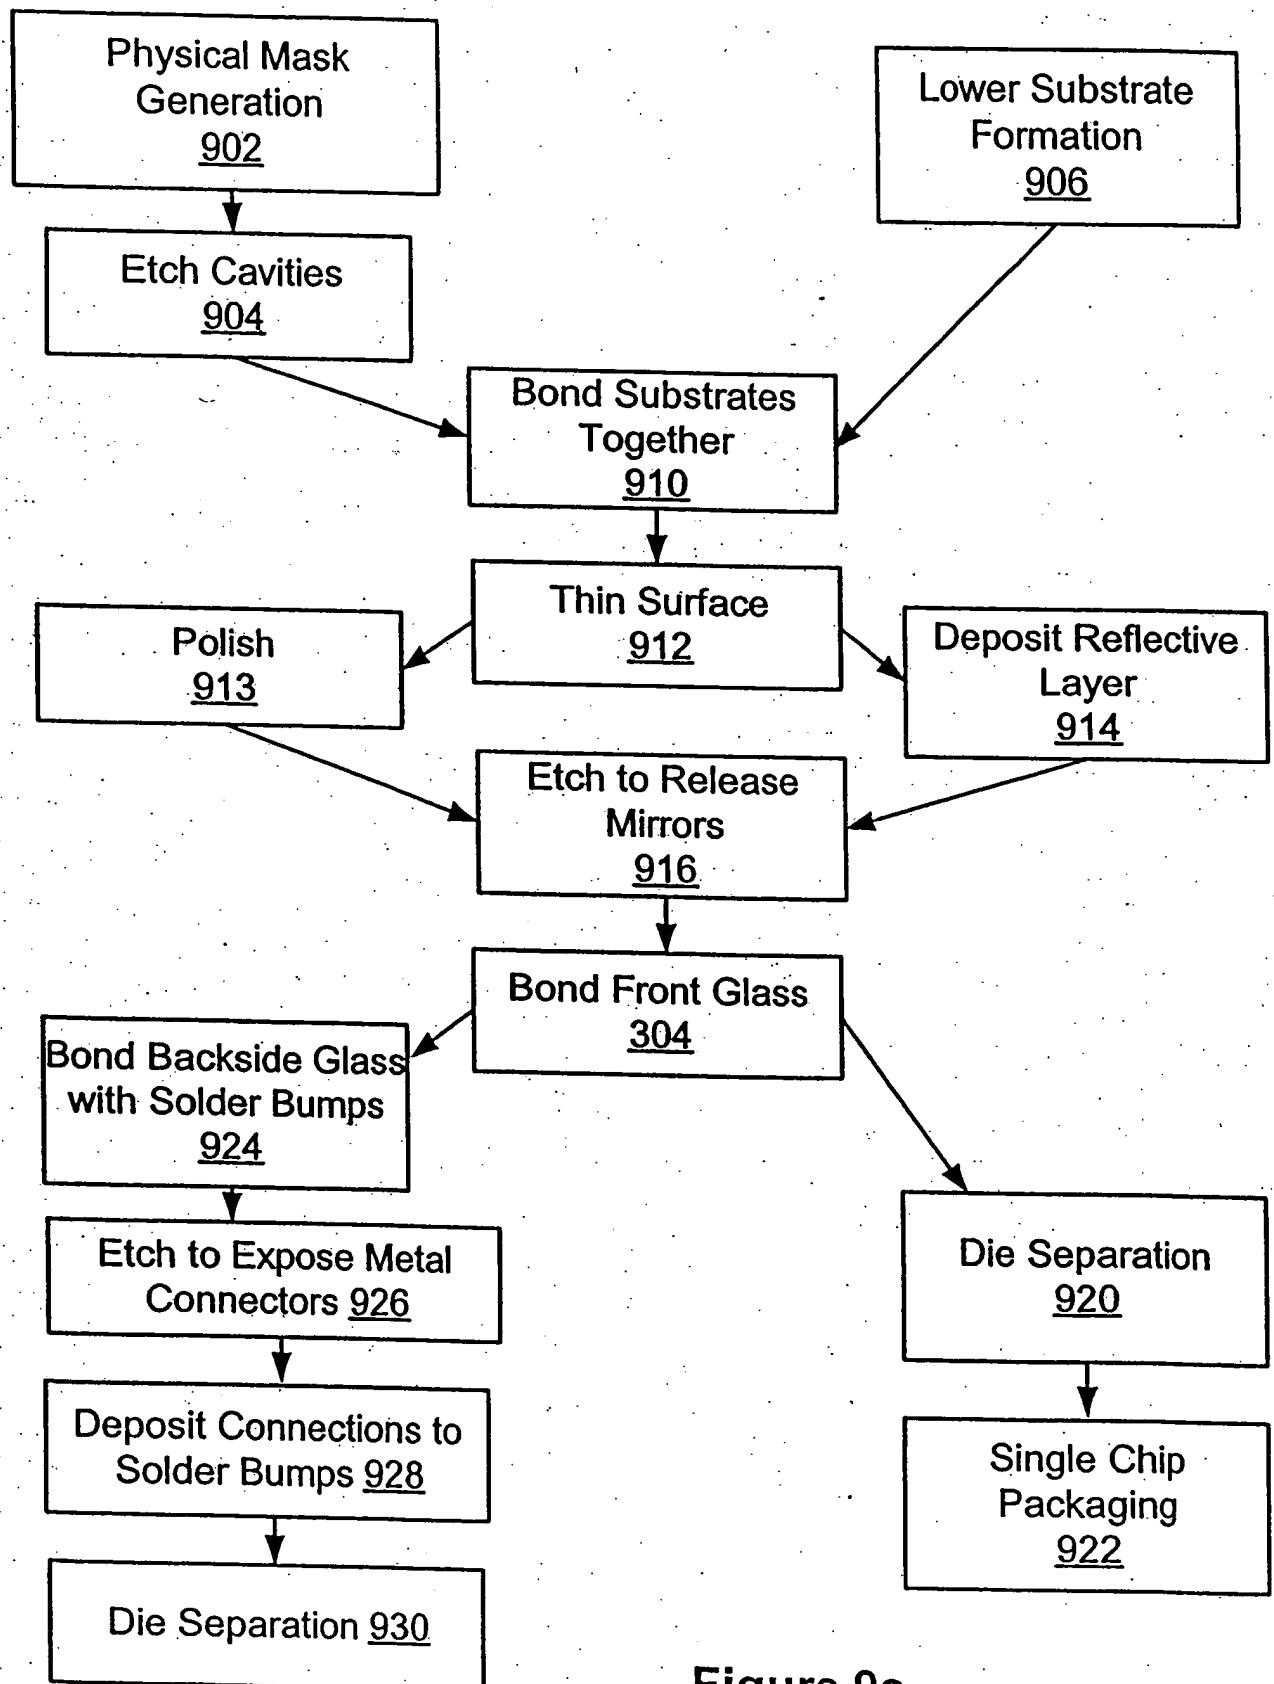 Physical Mask
Generation
902
Lower Substrate
Formation
906
Etch Cavities
904
Bond Substrates
Together
910
Thin Surface
912
Polish
913
Deposit Reflective
Layer
914
Etch to Release
Mirrors
916
Bond Front Glass
304
Bond Backside Glass
with Solder Bumps
924
Etch to Expose Metal
Connectors 926
Die Separation
920
Deposit Connections to
Solder Bumps 928
Single Chip
Packaging
922
Die Separation 930
Figure